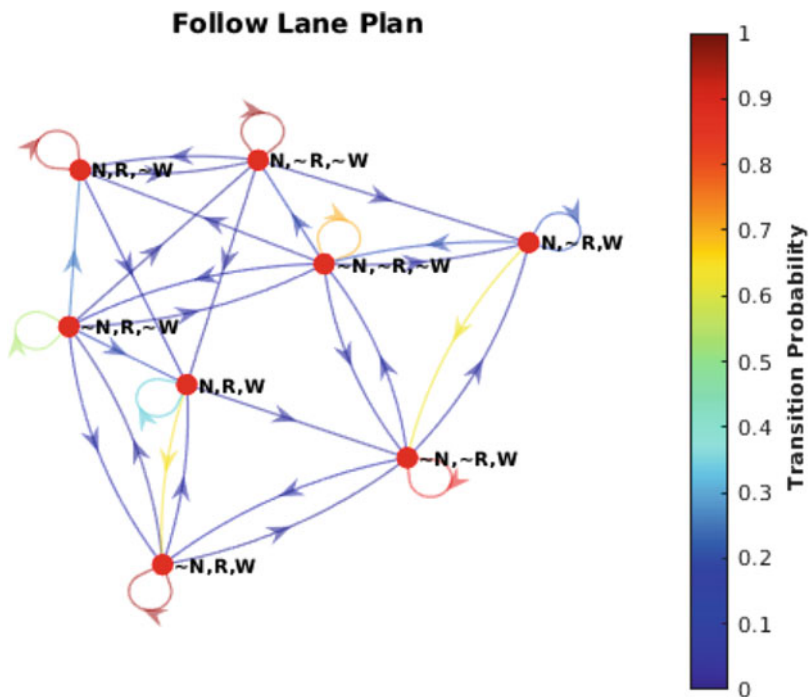 Follow Lane Plan
N,R,~W
N,~R,~W
N,~R,W
~N,~R,~W
~N,R,~W
N,R,W
~N,~R,W
~N,R,W
1
0.9
0.8
0.7
0.6
0.5
0.4
0.3
0.2
0.1
0
Transition Probability